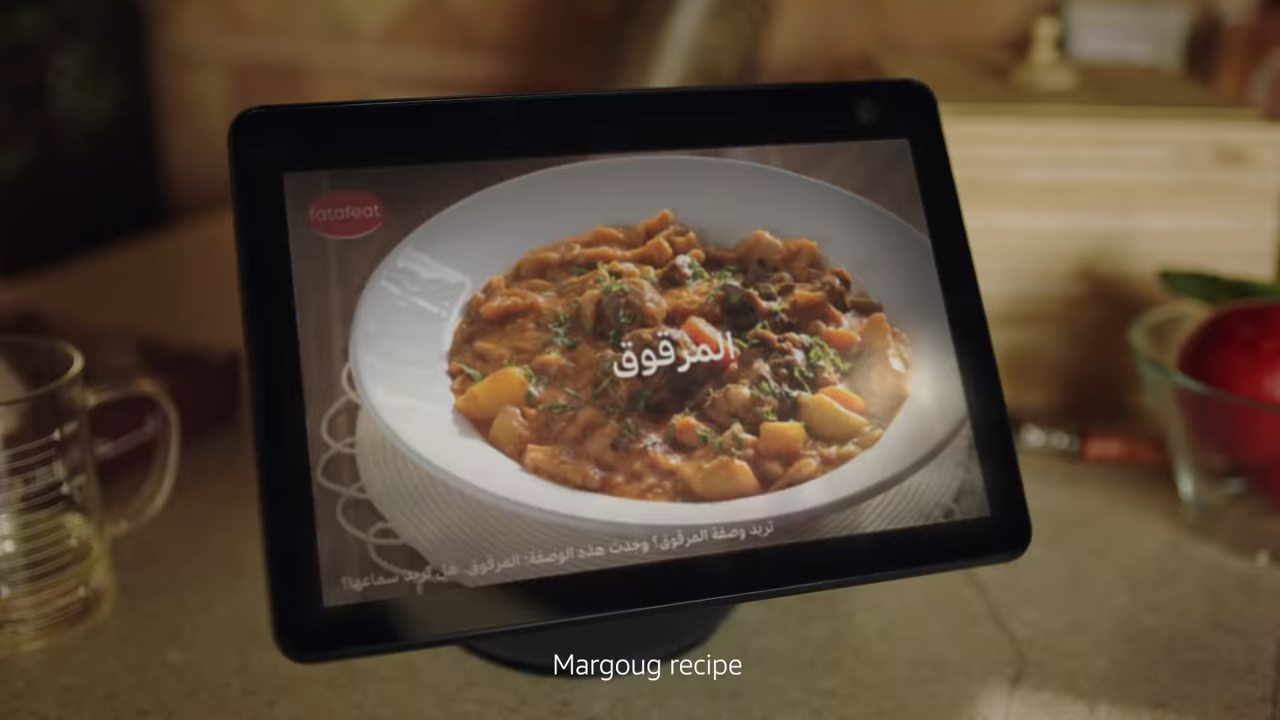 fatafeat
المرقوق
تريد وصفة المرقوق؟ وجدت هذه الوصفة: المرقوق. هل تريد سماعها؟
Margoug recipe